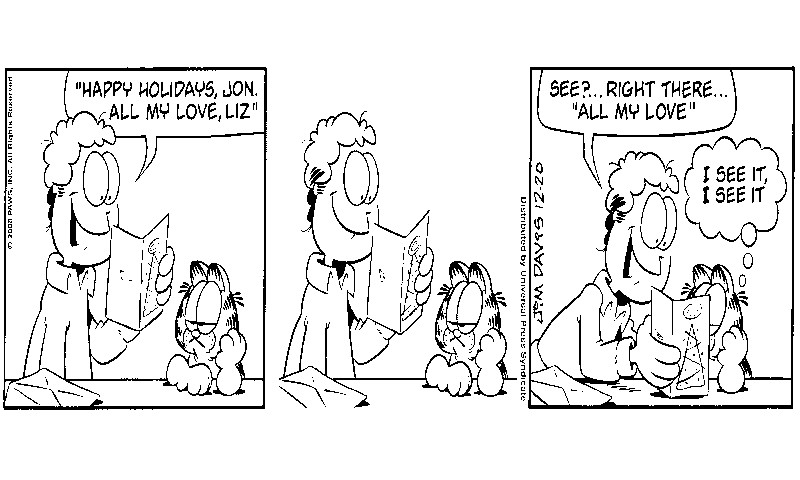 "HAPPY HOLIDAYS, JON.
ALL MY LOVE, LIZ"
© 2008 PAWS, INC. All Rights Reserved.
SEE?... RIGHT THERE...
"ALL MY LOVE"
I SEE IT,
I SEE IT
JIM DAVIS 12·20
Distributed by Universal Press Syndicate